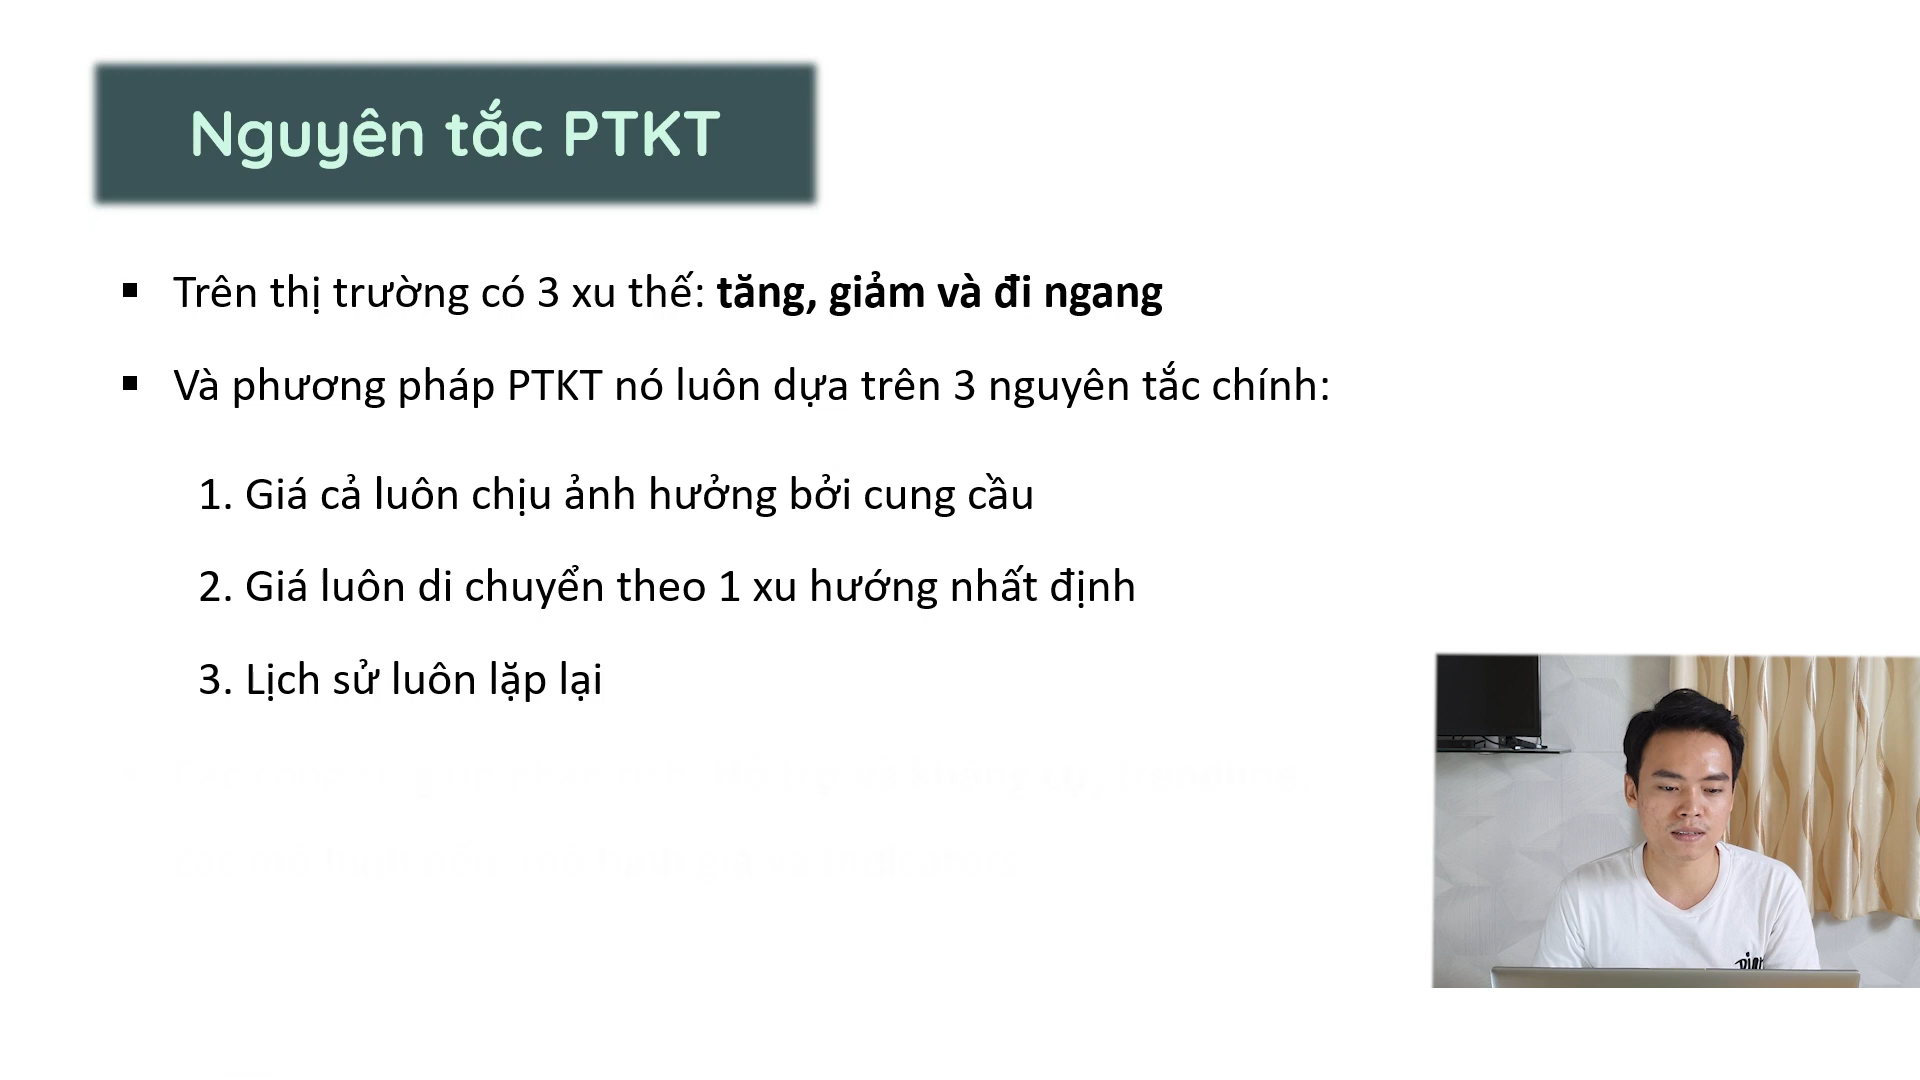 Nguyên tắc PTKT
▪ Trên thị trường có 3 xu thế: tăng, giảm và đi ngang
▪ Và phương pháp PTKT nó luôn dựa trên 3 nguyên tắc chính:
1. Giá cả luôn chịu ảnh hưởng bởi cung cầu
2. Giá luôn di chuyển theo 1 xu hướng nhất định
3. Lịch sử luôn lặp lại